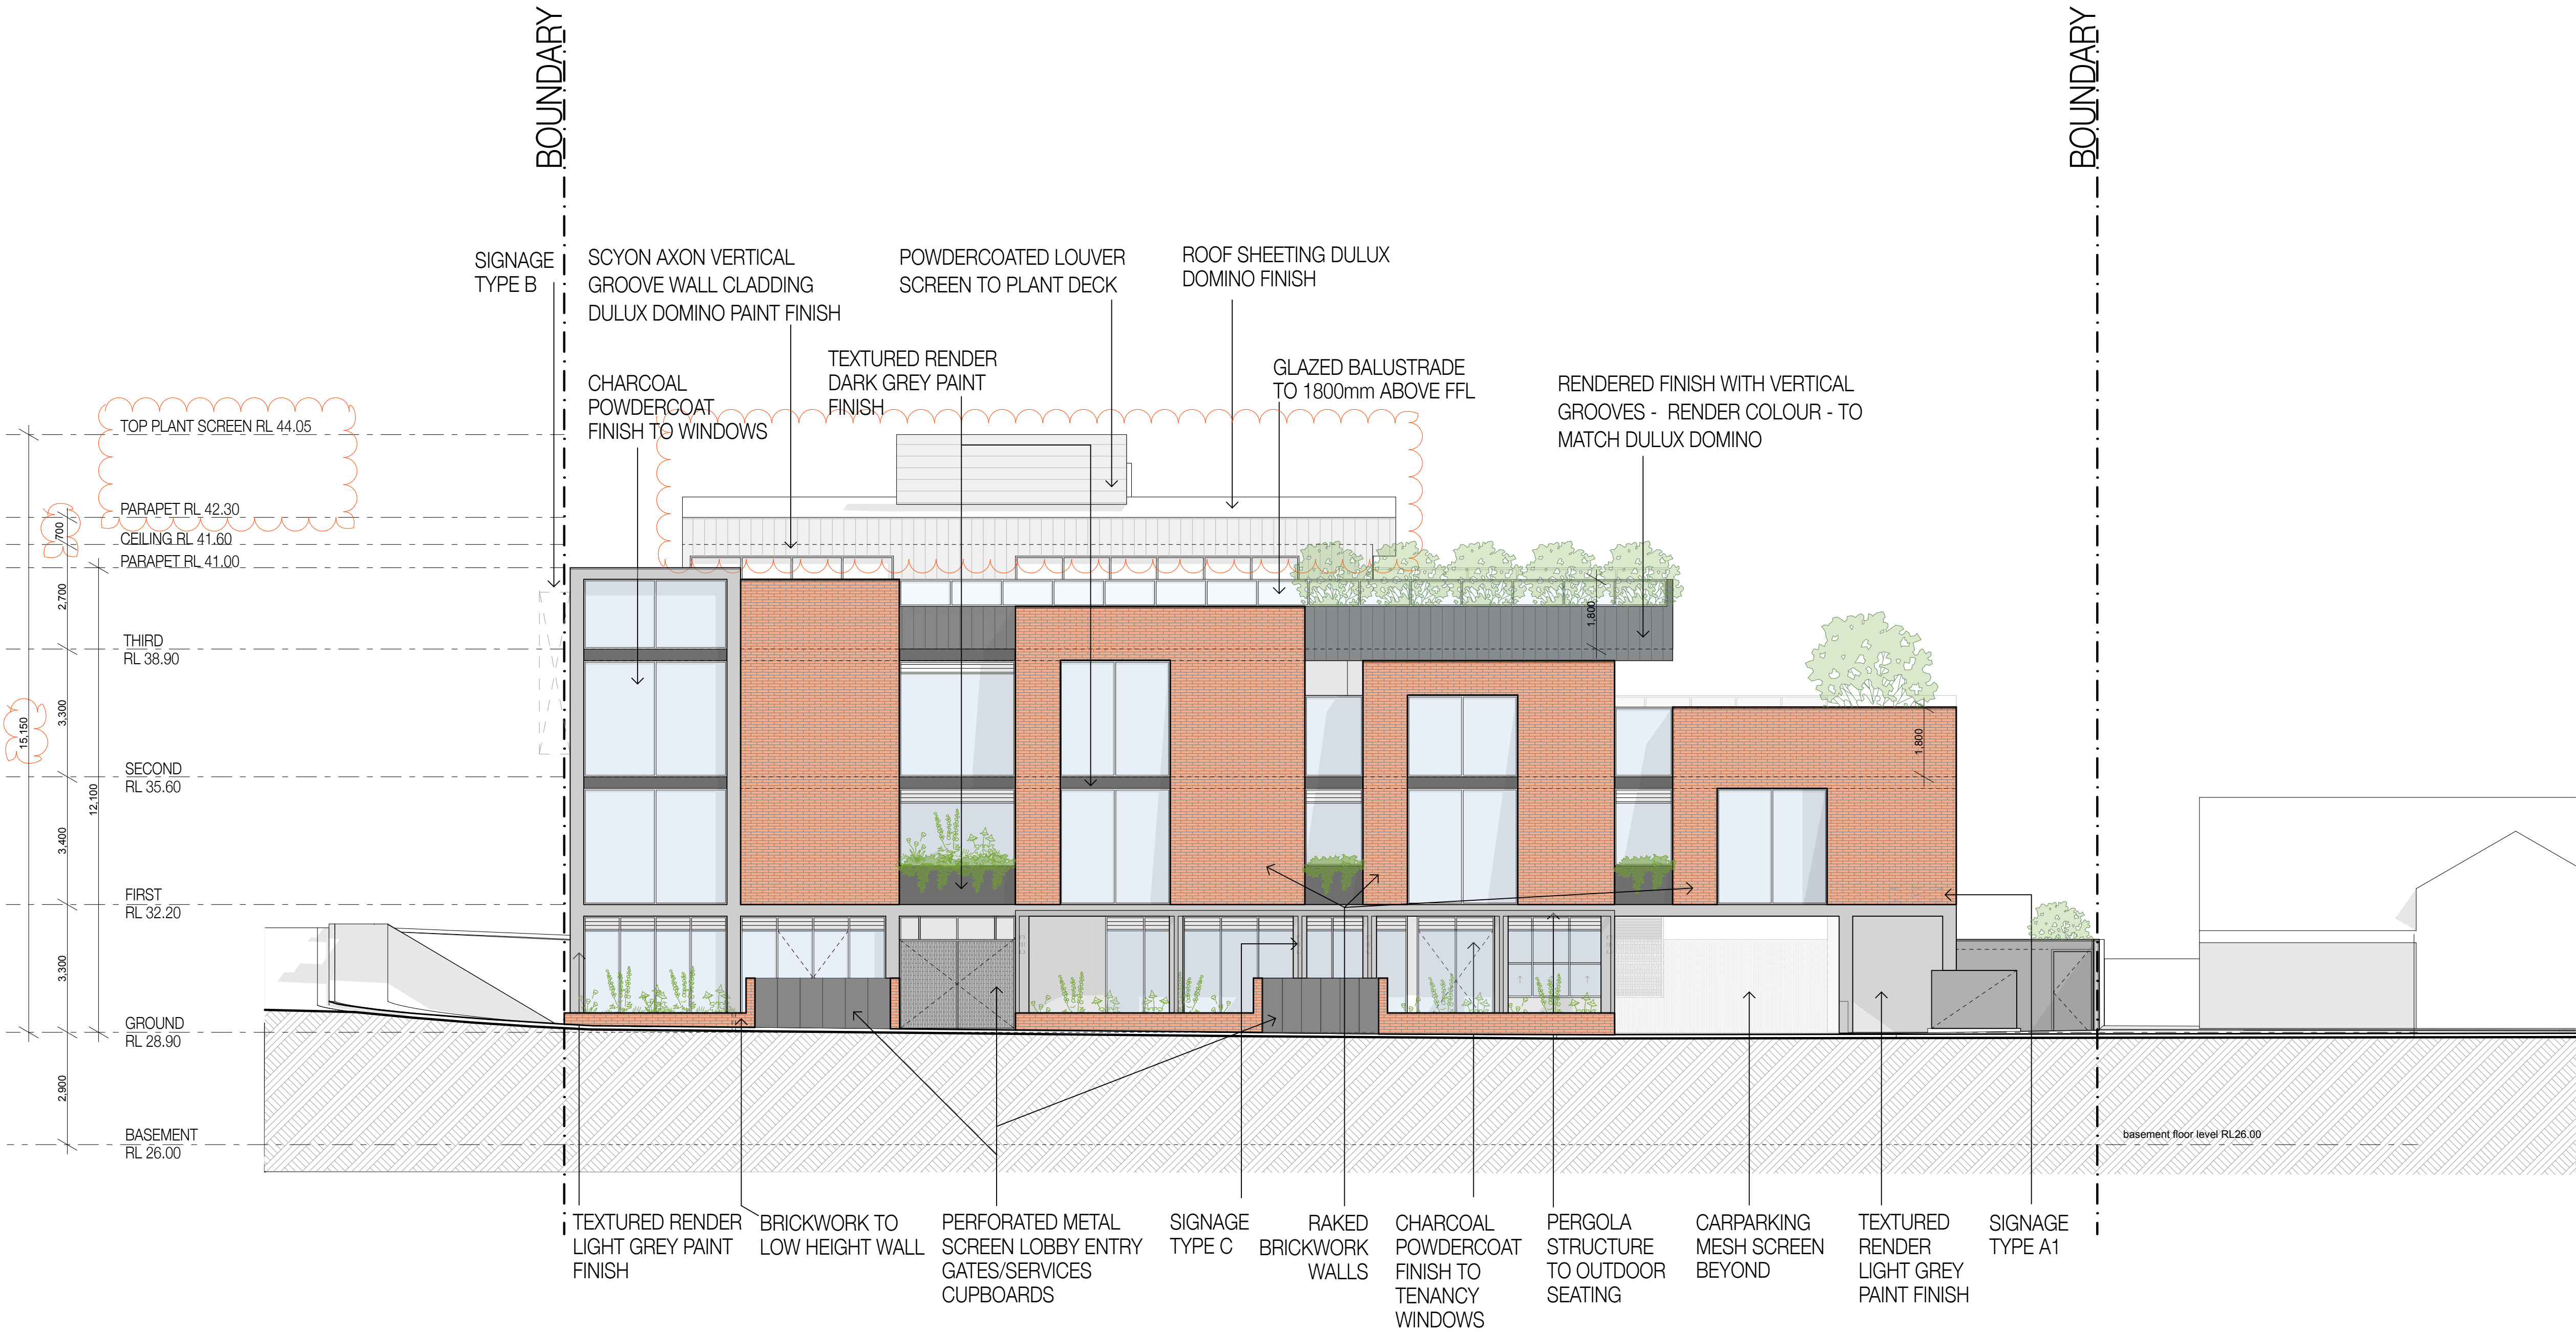 BOUNDARY
BOUNDARY
SIGNAGE
TYPE B
SCYON AXON VERTICAL
GROOVE WALL CLADDING
DULUX DOMINO PAINT FINISH
POWDERCOATED LOUVER
SCREEN TO PLANT DECK
ROOF SHEETING DULUX
DOMINO FINISH
CHARCOAL
POWDERCOAT
FINISH TO WINDOWS
TEXTURED RENDER
DARK GREY PAINT
FINISH
GLAZED BALUSTRADE
TO 1800mm ABOVE FFL
RENDERED FINISH WITH VERTICAL
GROOVES - RENDER COLOUR - TO
MATCH DULUX DOMINO
TOP PLANT SCREEN RL 44.05
PARAPET RL 42.30
CEILING RL 41.60
PARAPET RL 41.00
THIRD
RL 38.90
SECOND
RL 35.60
FIRST
RL 32.20
GROUND
RL 28.90
BASEMENT
RL 26.00
700
2,700
3,300
3,400
3,300
2,900
12,100
15,150
1,800
1,800
basement floor level RL26.00
TEXTURED RENDER
LIGHT GREY PAINT
FINISH
BRICKWORK TO
LOW HEIGHT WALL
PERFORATED METAL
SCREEN LOBBY ENTRY
GATES/SERVICES
CUPBOARDS
SIGNAGE
TYPE C
RAKED
BRICKWORK
WALLS
CHARCOAL
POWDERCOAT
FINISH TO
TENANCY
WINDOWS
PERGOLA
STRUCTURE
TO OUTDOOR
SEATING
CARPARKING
MESH SCREEN
BEYOND
TEXTURED
RENDER
LIGHT GREY
PAINT FINISH
SIGNAGE
TYPE A1